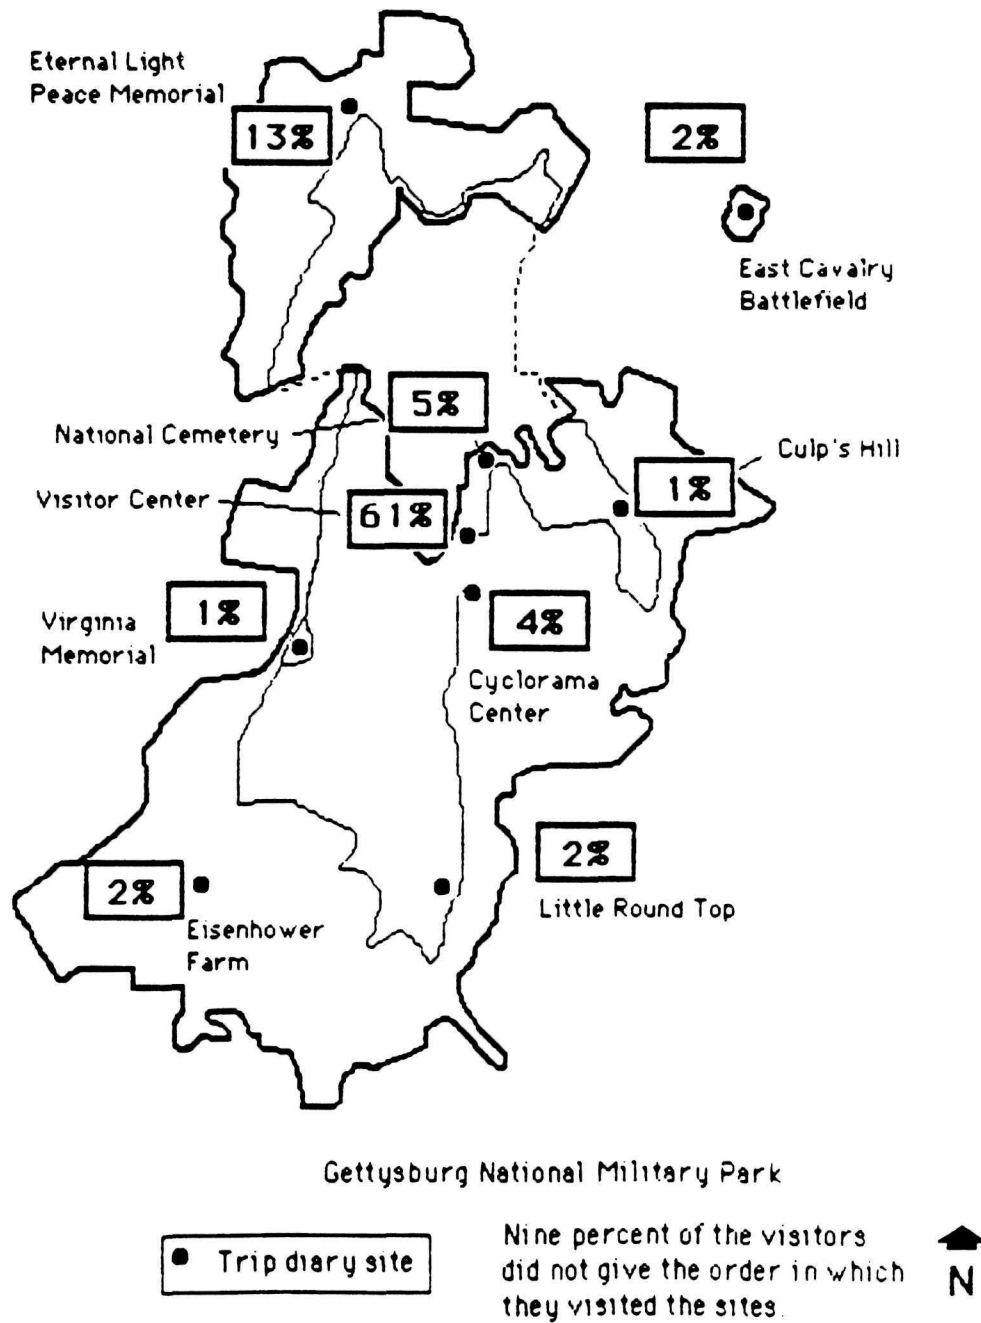 Eternal Light
Peace Memorial
13%
2%
East Cavalry
Battlefield
5%
National Cemetery
Culp's Hill
1%
Visitor Center
61%
1%
Virginia
Memorial
4%
Cyclorama
Center
2%
Little Round Top
2%
Eisenhower
Farm
Gettysburg National Military Park
Trip diary site
Nine percent of the visitors
did not give the order in which
they visited the sites.
N